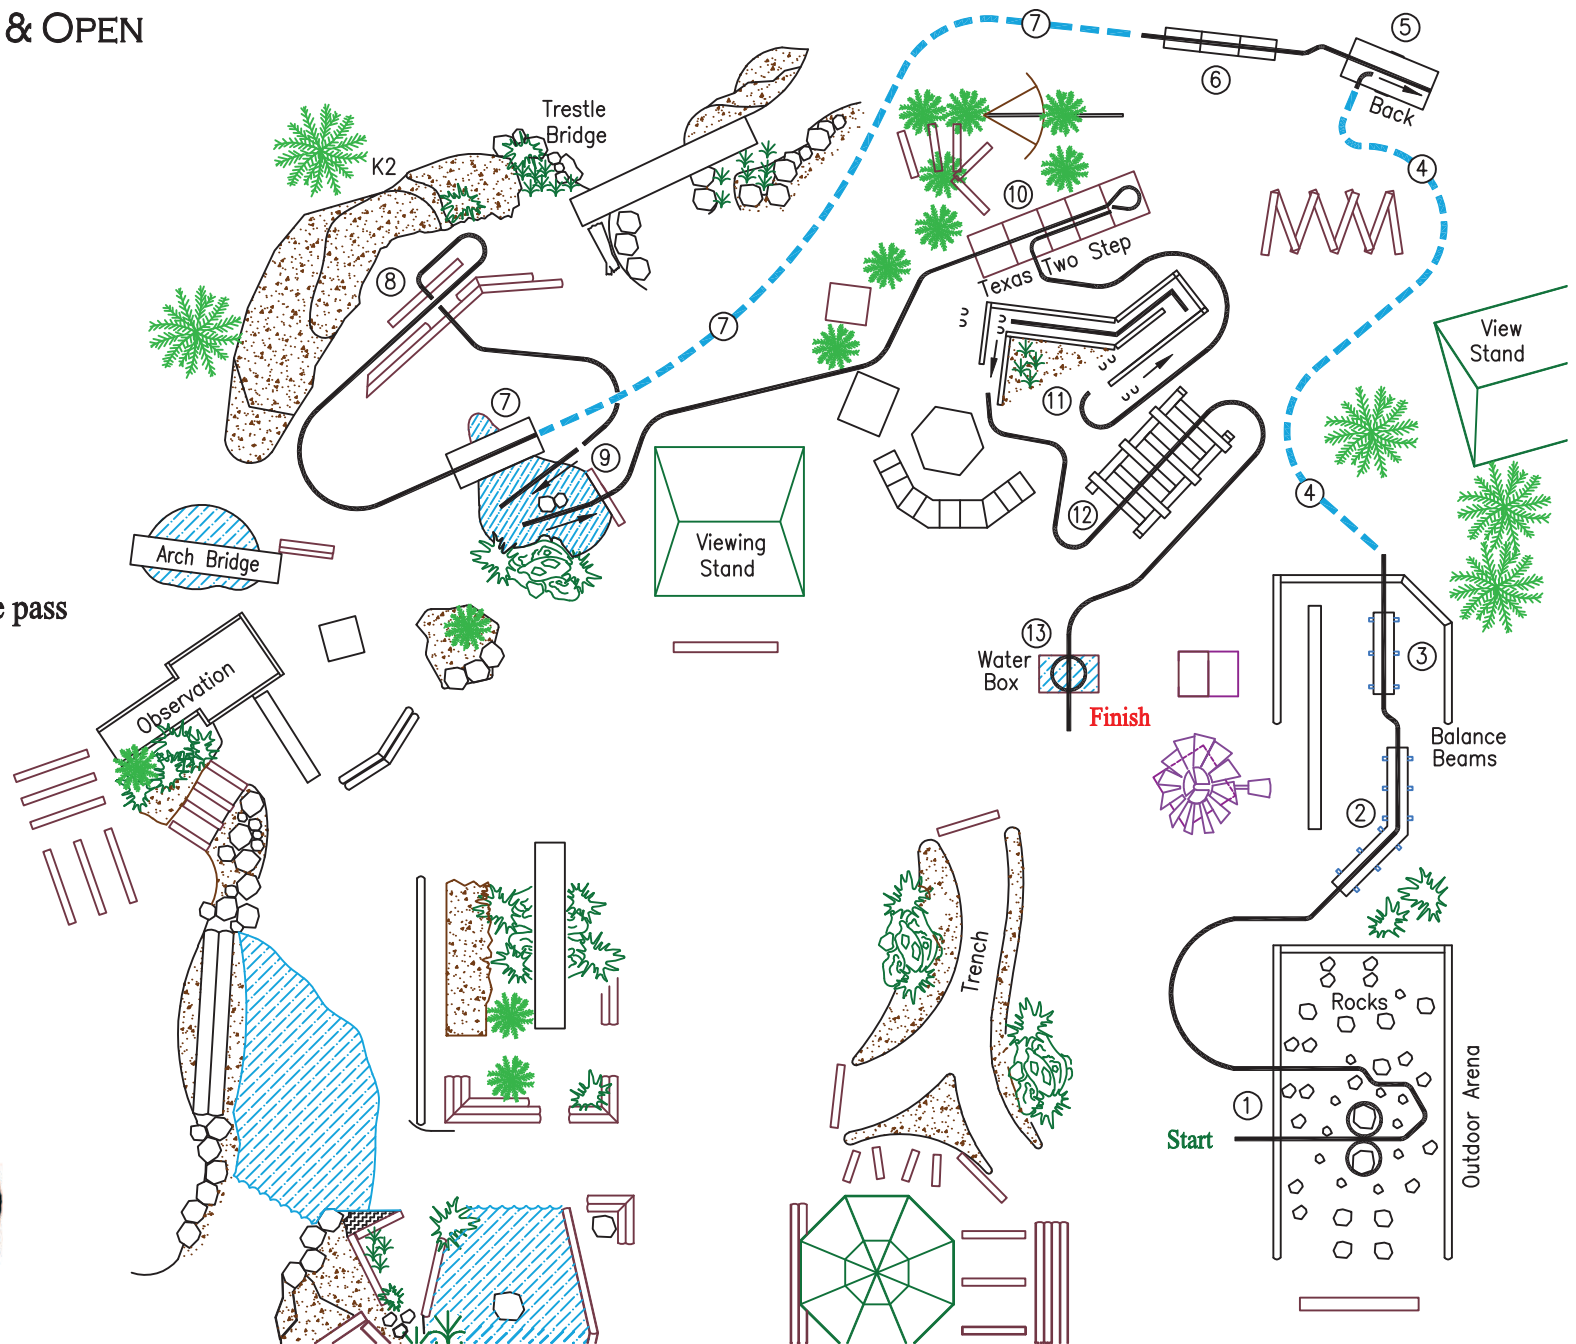 & OPEN
7
5
6
Back
Trestle
Bridge
K2
4
10
Texas Two Step
8
7
View
Stand
11
7
9
12
4
Viewing
Stand
Arch Bridge
e pass
13
Water
Box
3
Observation
Finish
Balance
Beams
2
Trench
Rocks
1
Start
Outdoor Arena